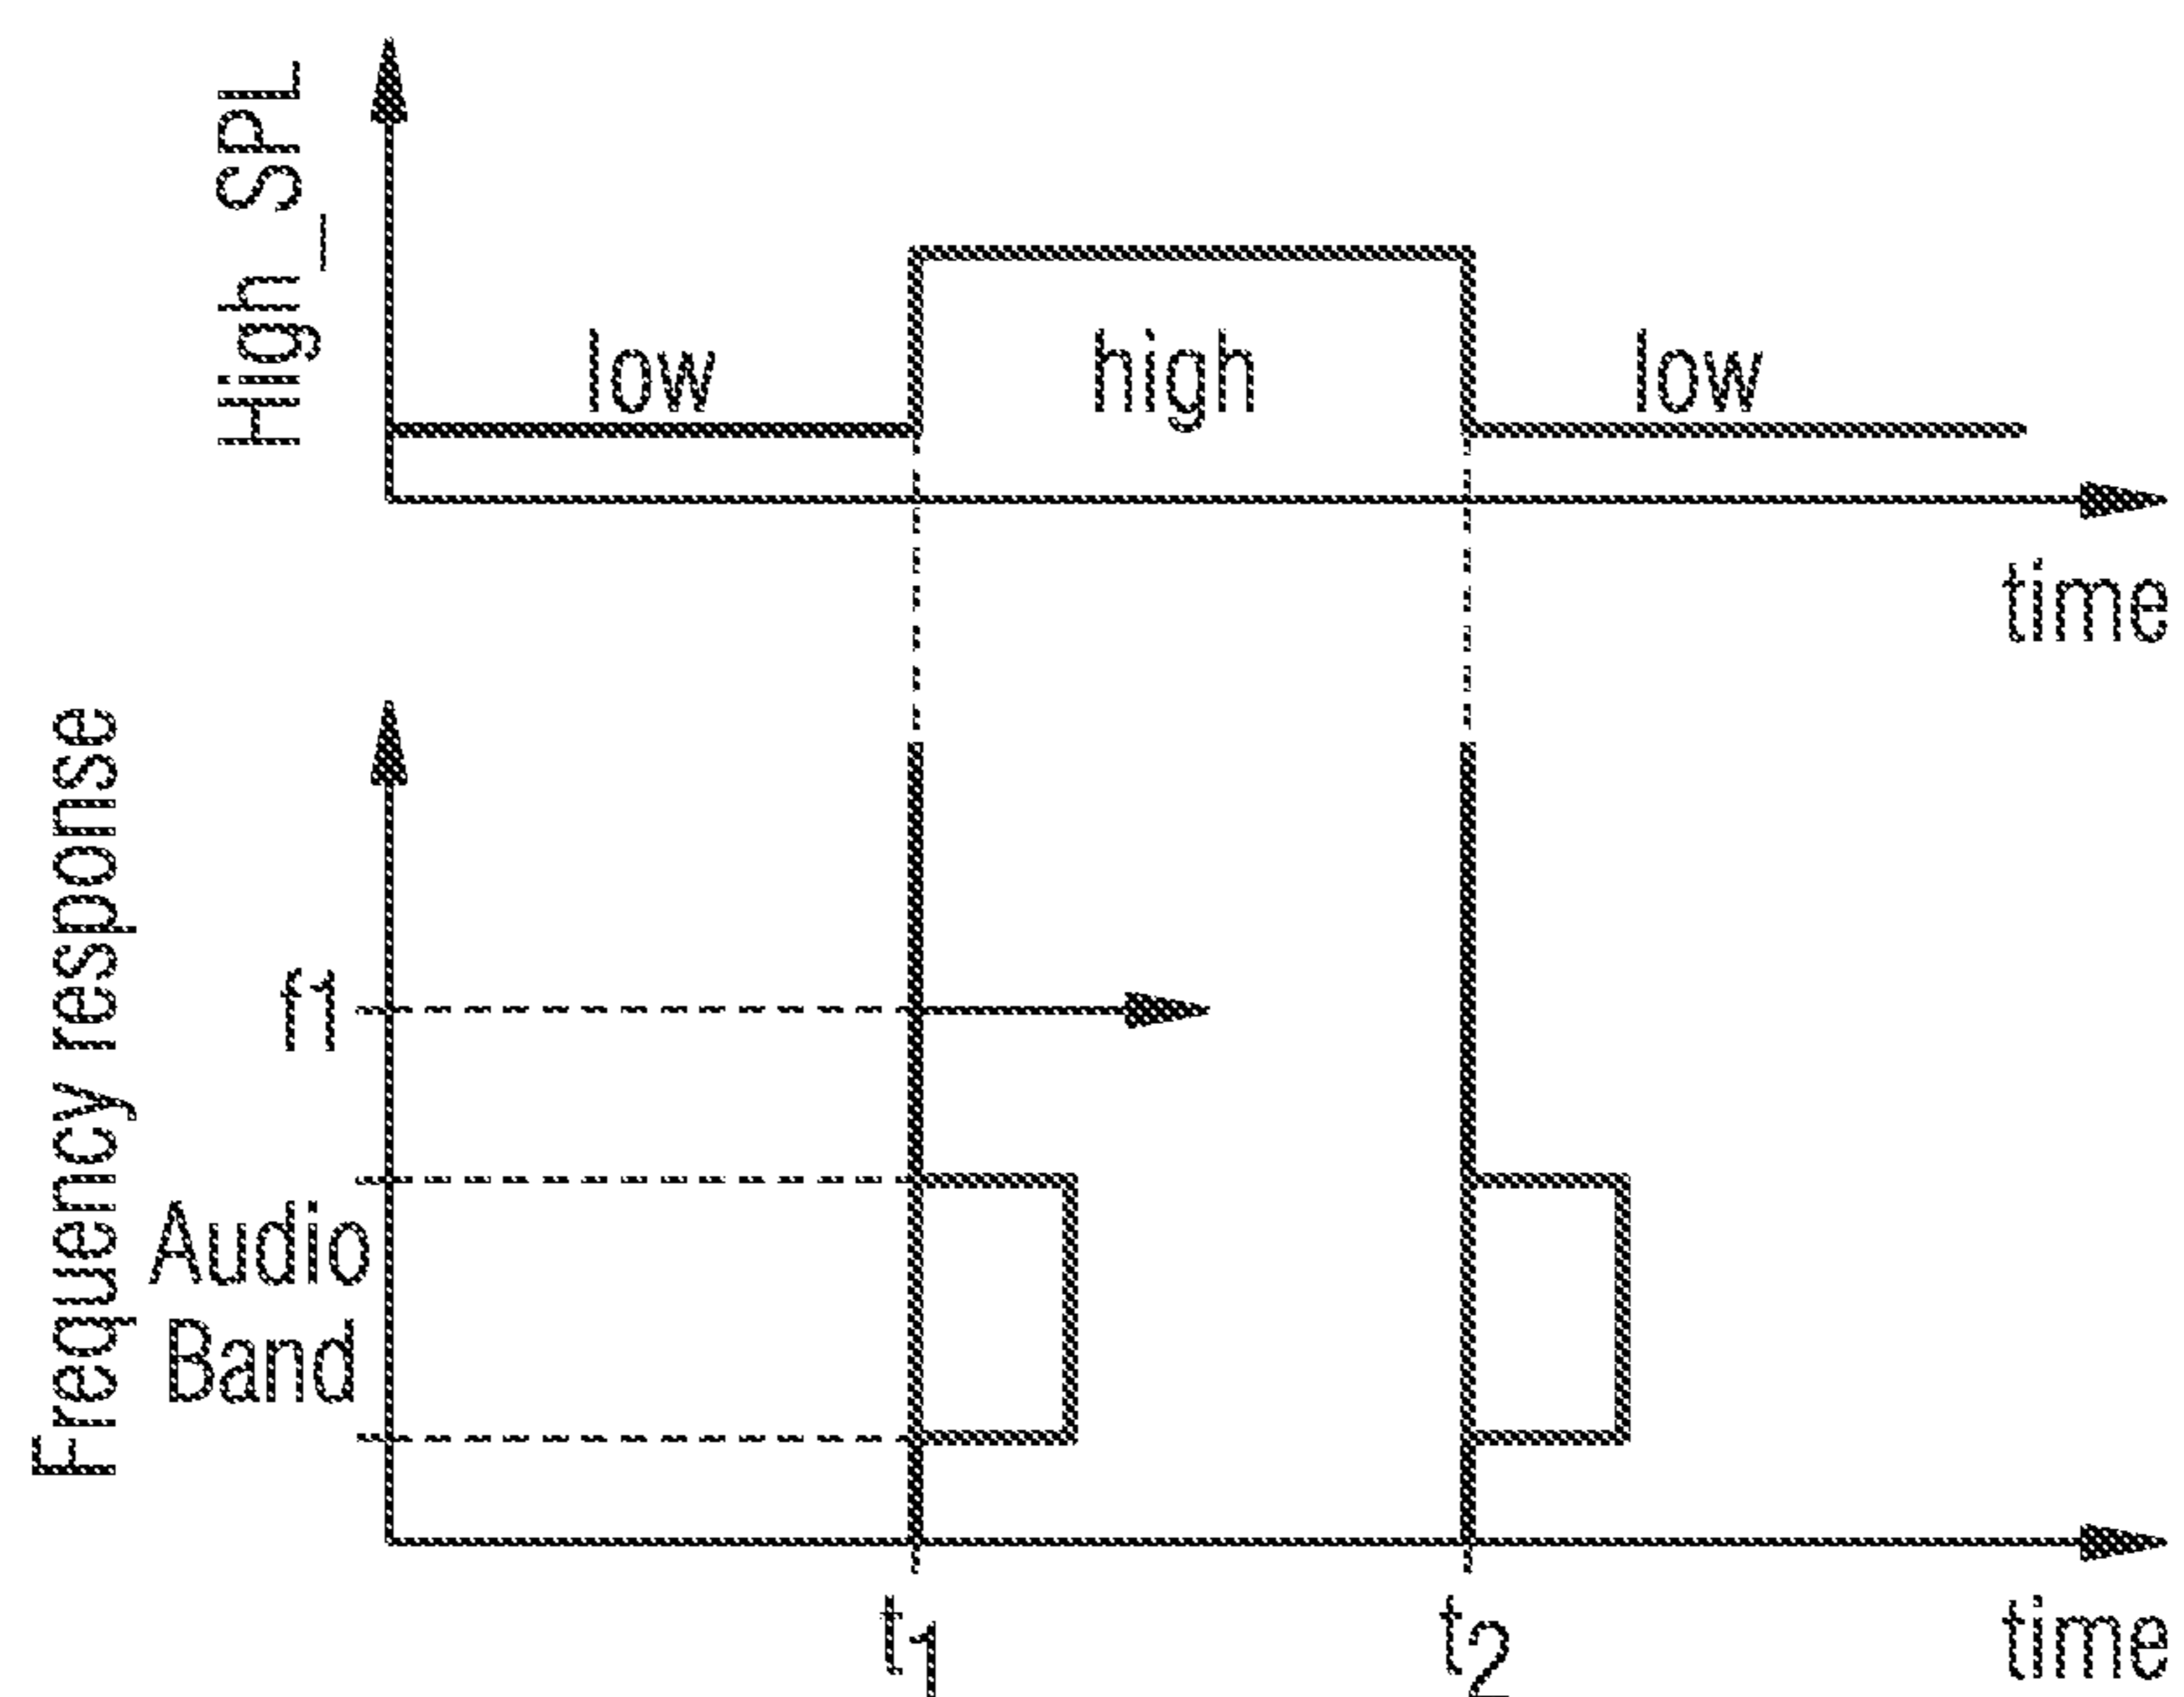 High_SPL
low
high
low
time
Frequency response
f1
Audio
Band
t1
t2
time